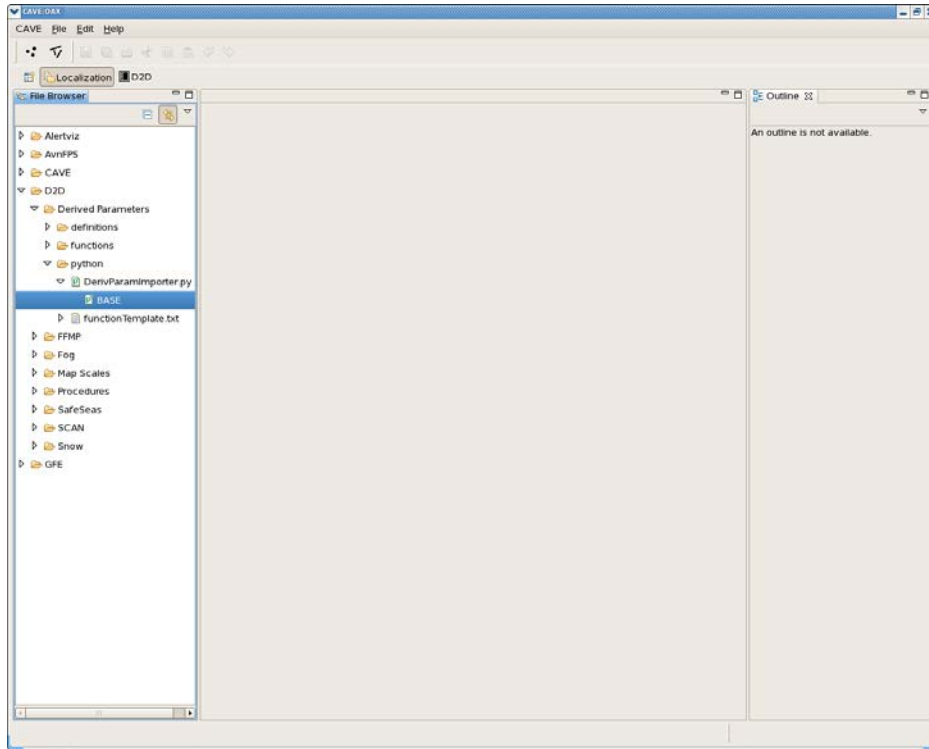 CAVE:OAX
CAVE File Edit Help
Localization D2D
File Browser
Outline
An outline is not available.
Alertviz
AvnFPS
CAVE
D2D
Derived Parameters
definitions
functions
python
DerivParamImporter.py
BASE
functionTemplate.txt
FFMP
Fog
Map Scales
Procedures
SafeSeas
SCAN
Snow
GFE